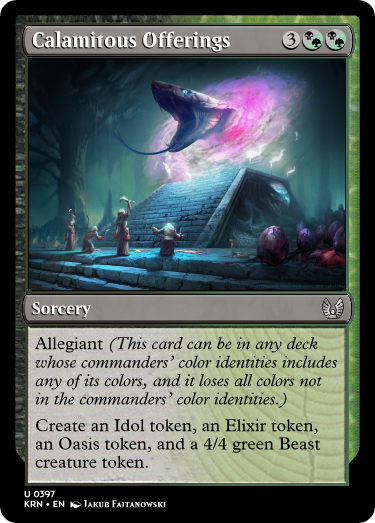 Calamitous Offerings 3
Sorcery
Allegiant (This card can be in any deck
whose commanders' color identities includes
any of its colors, and it loses all colors not
in the commanders' color identities.)
Create an Idol token, an Elixir token,
an Oasis token, and a 4/4 green Beast
creature token.
U 0397
KRN • EN Jakub Fajtanowski